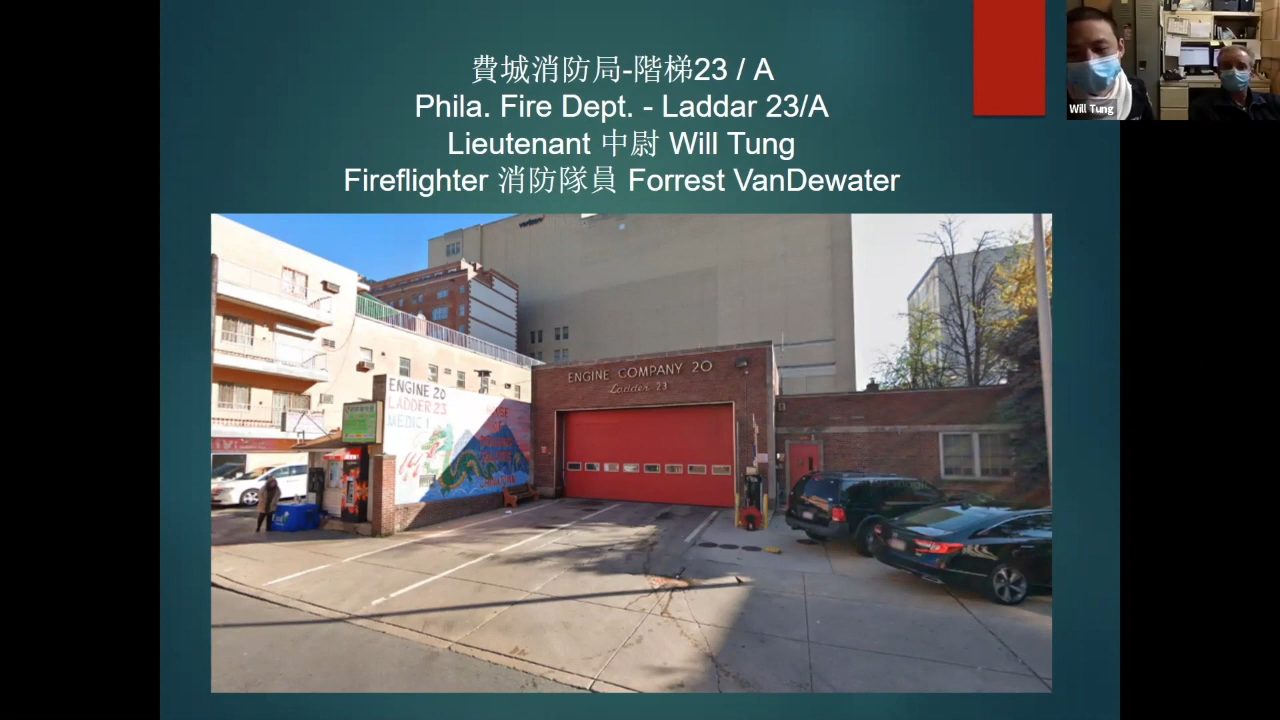 費城消防局-階梯23 / A
Phila. Fire Dept. - Laddar 23/A
Lieutenant 中尉 Will Tung
Fireflighter 消防隊員 Forrest VanDewater
Will Tung
verizon
ENGINE COMPANY 20
Ladder 23
ENGINE 20
LADDER 23
MEDIC 1